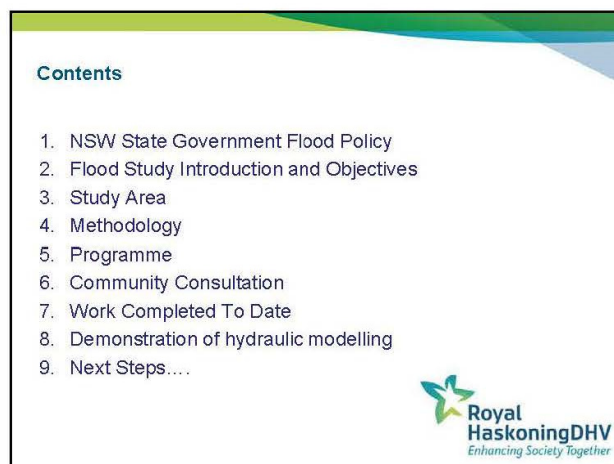 Contents
1. NSW State Government Flood Policy
2. Flood Study Introduction and Objectives
3. Study Area
4. Methodology
5. Programme
6. Community Consultation
7. Work Completed To Date
8. Demonstration of hydraulic modelling
9. Next Steps....
Royal
HaskoningDHV
Enhancing Society Together